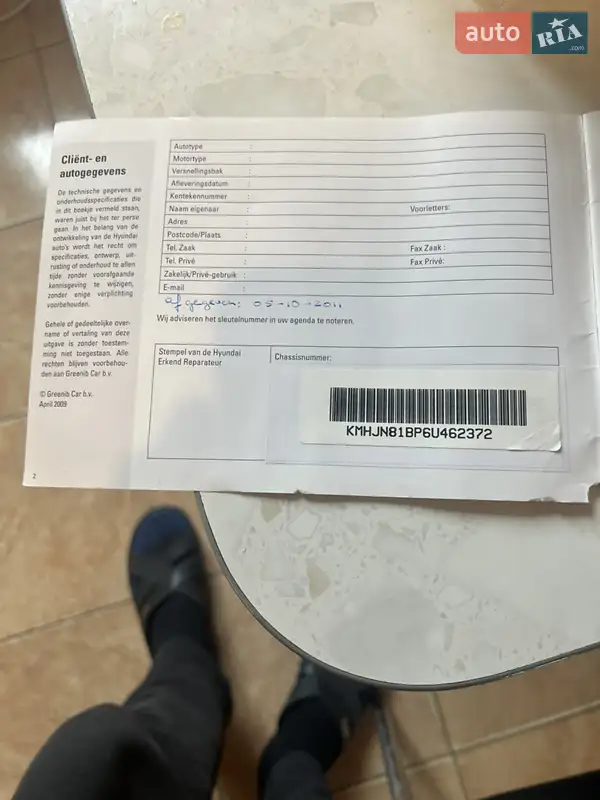 auto RIA .com
Cliënt- en
autogegevens
De technische gegevens en
onderhoudsspecificaties die
in dit boekje vermeld staan,
waren juist bij het ter perse
gaan. In het belang van de
ontwikkeling van de Hyundai
auto's wordt het recht om
specificaties, ontwerp, uit-
rusting of onderhoud te allen
tijde zonder voorafgaande
kennisgeving te wijzigen,
zonder enige verplichting
voorbehouden.
Gehele of gedeeltelijke over-
name of vertaling van deze
uitgave is zonder toestem-
ming niet toegestaan. Alle
rechten blijven voorbehou-
den aan Greenib Car b.v.
© Greenib Car b.v.
April 2009
2
Autotype :
Motortype :
Versnellingsbak :
Afleveringsdatum :
Kentekennummer :
Naam eigenaar : Voorletters:
Adres :
Postcode/Plaats :
Tel. Zaak : Fax Zaak :
Tel. Privé : Fax Privé:
Zakelijk/Privé-gebruik :
E-mail :
afgegeven: 05-10-2011
Wij adviseren het sleutelnummer in uw agenda te noteren.
Stempel van de Hyundai
Erkend Reparateur
Chassisnummer:
KMHJN81BP6U462372